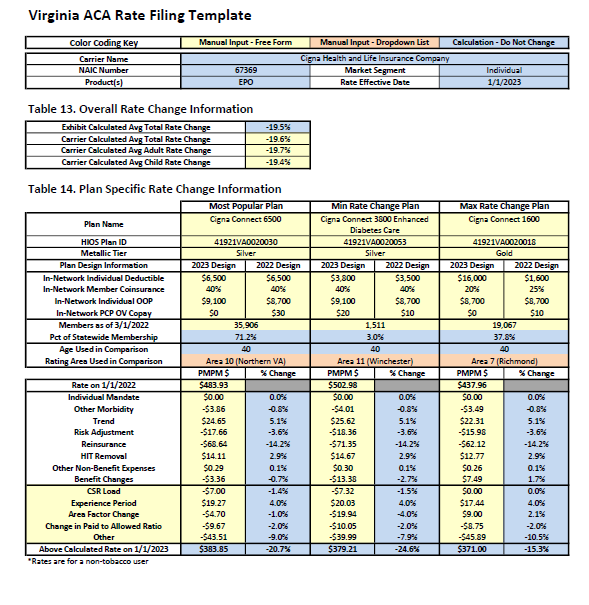 Virginia ACA Rate Filing Template
Color Coding Key Manual Input - Free Form Manual Input - Dropdown List Calculation - Do Not Change
Carrier Name Cigna Health and Life Insurance Company
NAIC Number 67369 Market Segment Individual
Product(s) EPO Rate Effective Date 1/1/2023
Table 13. Overall Rate Change Information
Exhibit Calculated Avg Total Rate Change -19.5%
Carrier Calculated Avg Total Rate Change -19.6%
Carrier Calculated Avg Adult Rate Change -19.7%
Carrier Calculated Avg Child Rate Change -19.4%
Table 14. Plan Specific Rate Change Information
Most Popular Plan Min Rate Change Plan Max Rate Change Plan
Plan Name Cigna Connect 6500 Cigna Connect 3800 Enhanced Diabetes Care Cigna Connect 1600
HIOS Plan ID 41921VA0020030 41921VA0020053 41921VA0020018
Metallic Tier Silver Silver Gold
Plan Design Information 2023 Design 2022 Design 2023 Design 2022 Design 2023 Design 2022 Design
In-Network Individual Deductible $6,500 $6,500 $3,800 $3,500 $16,000 $1,600
In-Network Member Coinsurance 40% 40% 40% 40% 20% 25%
In-Network Individual OOP $9,100 $8,700 $9,100 $8,700 $8,700 $8,700
In-Network PCP OV Copay $0 $30 $20 $10 $0 $10
Members as of 3/1/2022 35,906 1,511 19,067
Pct of Statewide Membership 71.2% 3.0% 37.8%
Age Used in Comparison 40 40 40
Rating Area Used in Comparison Area 10 (Northern VA) Area 11 (Winchester) Area 7 (Richmond)
PMPM $ % Change PMPM $ % Change PMPM $ % Change
Rate on 1/1/2022 $483.93 $502.98 $437.96
Individual Mandate $0.00 0.0% $0.00 0.0% $0.00 0.0%
Other Morbidity -$3.86 -0.8% -$4.01 -0.8% -$3.49 -0.8%
Trend $24.65 5.1% $25.62 5.1% $22.31 5.1%
Risk Adjustment -$17.66 -3.6% -$18.36 -3.6% -$15.98 -3.6%
Reinsurance -$68.64 -14.2% -$71.35 -14.2% -$62.12 -14.2%
HIT Removal $14.11 2.9% $14.67 2.9% $12.77 2.9%
Other Non-Benefit Expenses $0.29 0.1% $0.30 0.1% $0.26 0.1%
Benefit Changes -$3.36 -0.7% -$13.38 -2.7% $7.49 1.7%
CSR Load -$7.00 -1.4% -$7.32 -1.5% $0.00 0.0%
Experience Period $19.27 4.0% $20.03 4.0% $17.44 4.0%
Area Factor Change -$4.70 -1.0% -$19.94 -4.0% $9.00 2.1%
Change in Paid to Allowed Ratio -$9.67 -2.0% -$10.05 -2.0% -$8.75 -2.0%
Other -$43.51 -9.0% -$39.99 -7.9% -$45.89 -10.5%
Above Calculated Rate on 1/1/2023 $383.85 -20.7% $379.21 -24.6% $371.00 -15.3%
*Rates are for a non-tobacco user